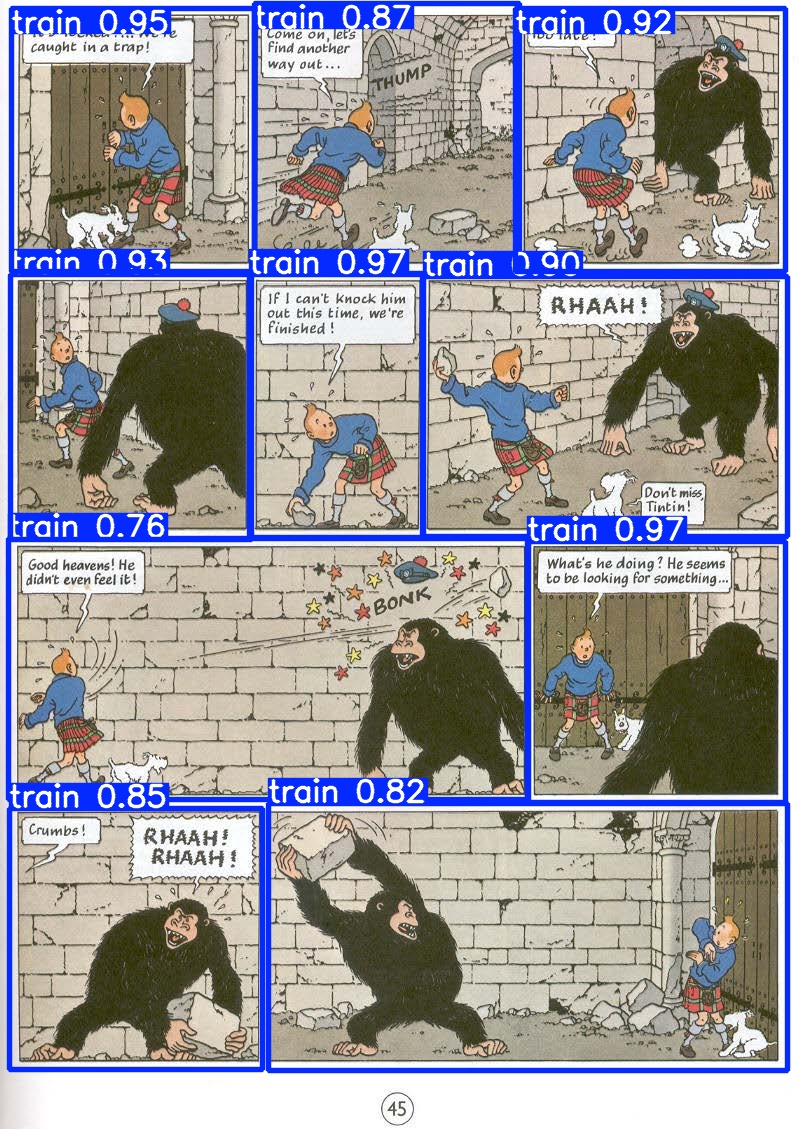 train 0.95
caught in a trap!
train 0.87
Come on, let's
find another
way out...
THUMP
train 0.92
train 0.93
train 0.97
If I can't knock him
out this time, we're
finished!
train 0.90
RHAAH!
Don't miss,
Tintin!
train 0.76
Good heavens! He
didn't even feel it!
BONK
train 0.97
What's he doing? He seems
to be looking for something...
train 0.85
Crumbs!
RHAAH!
RHAAH!
train 0.82
45